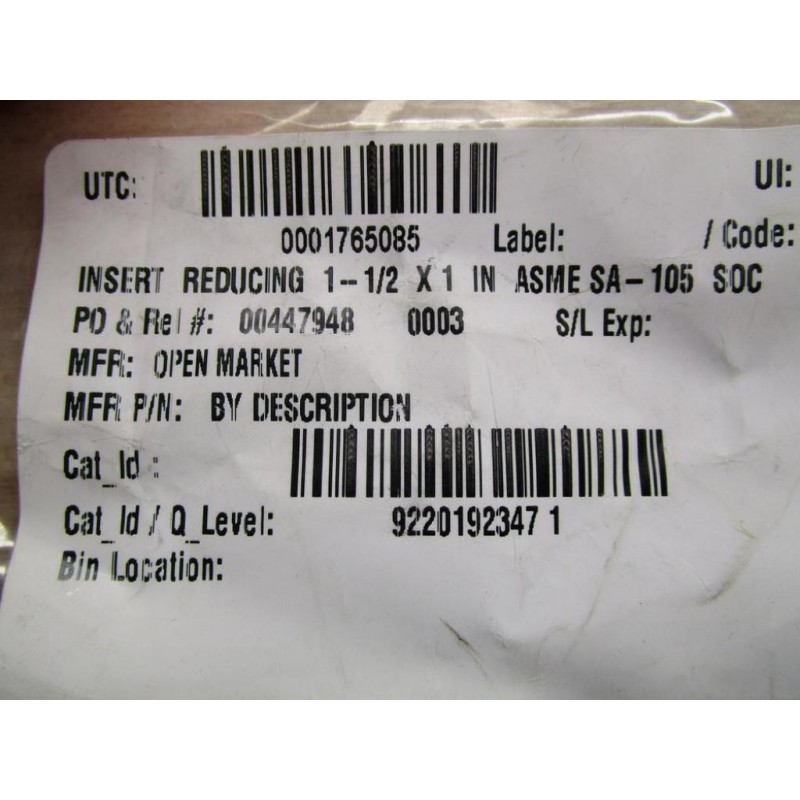 UTC: UI:
0001765085 Label: / Code:
INSERT REDUCING 1--1/2 X 1 IN ASME SA-105 SOC
PO & Rel #: 00447948 0003 S/L Exp:
MFR: OPEN MARKET
MFR P/N: BY DESCRIPTION
Cat_Id :
Cat_Id / Q_Level: 9220192347 1
Bin Location: